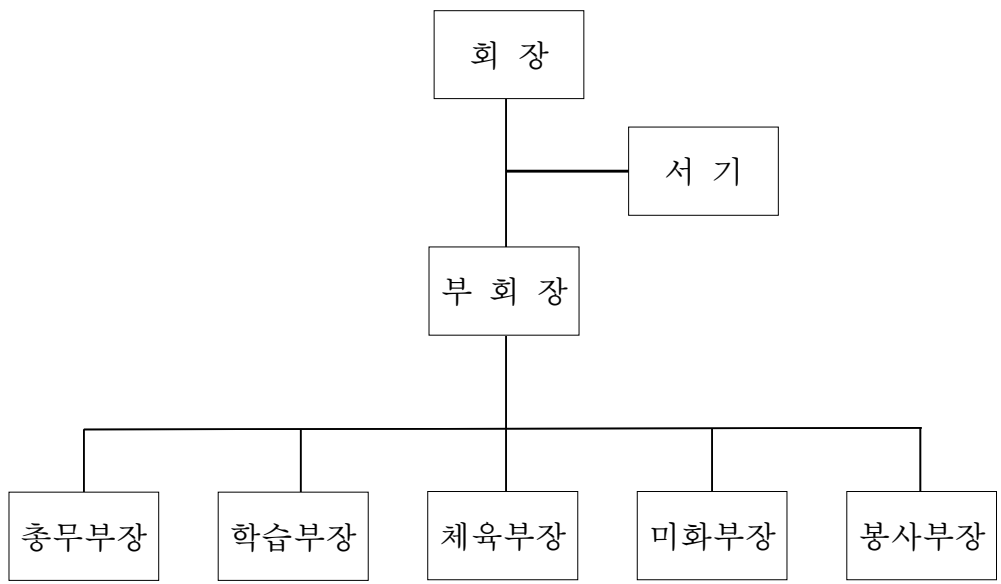 회 장
서 기
부 회 장
총무부장
학습부장
체육부장
미화부장
봉사부장